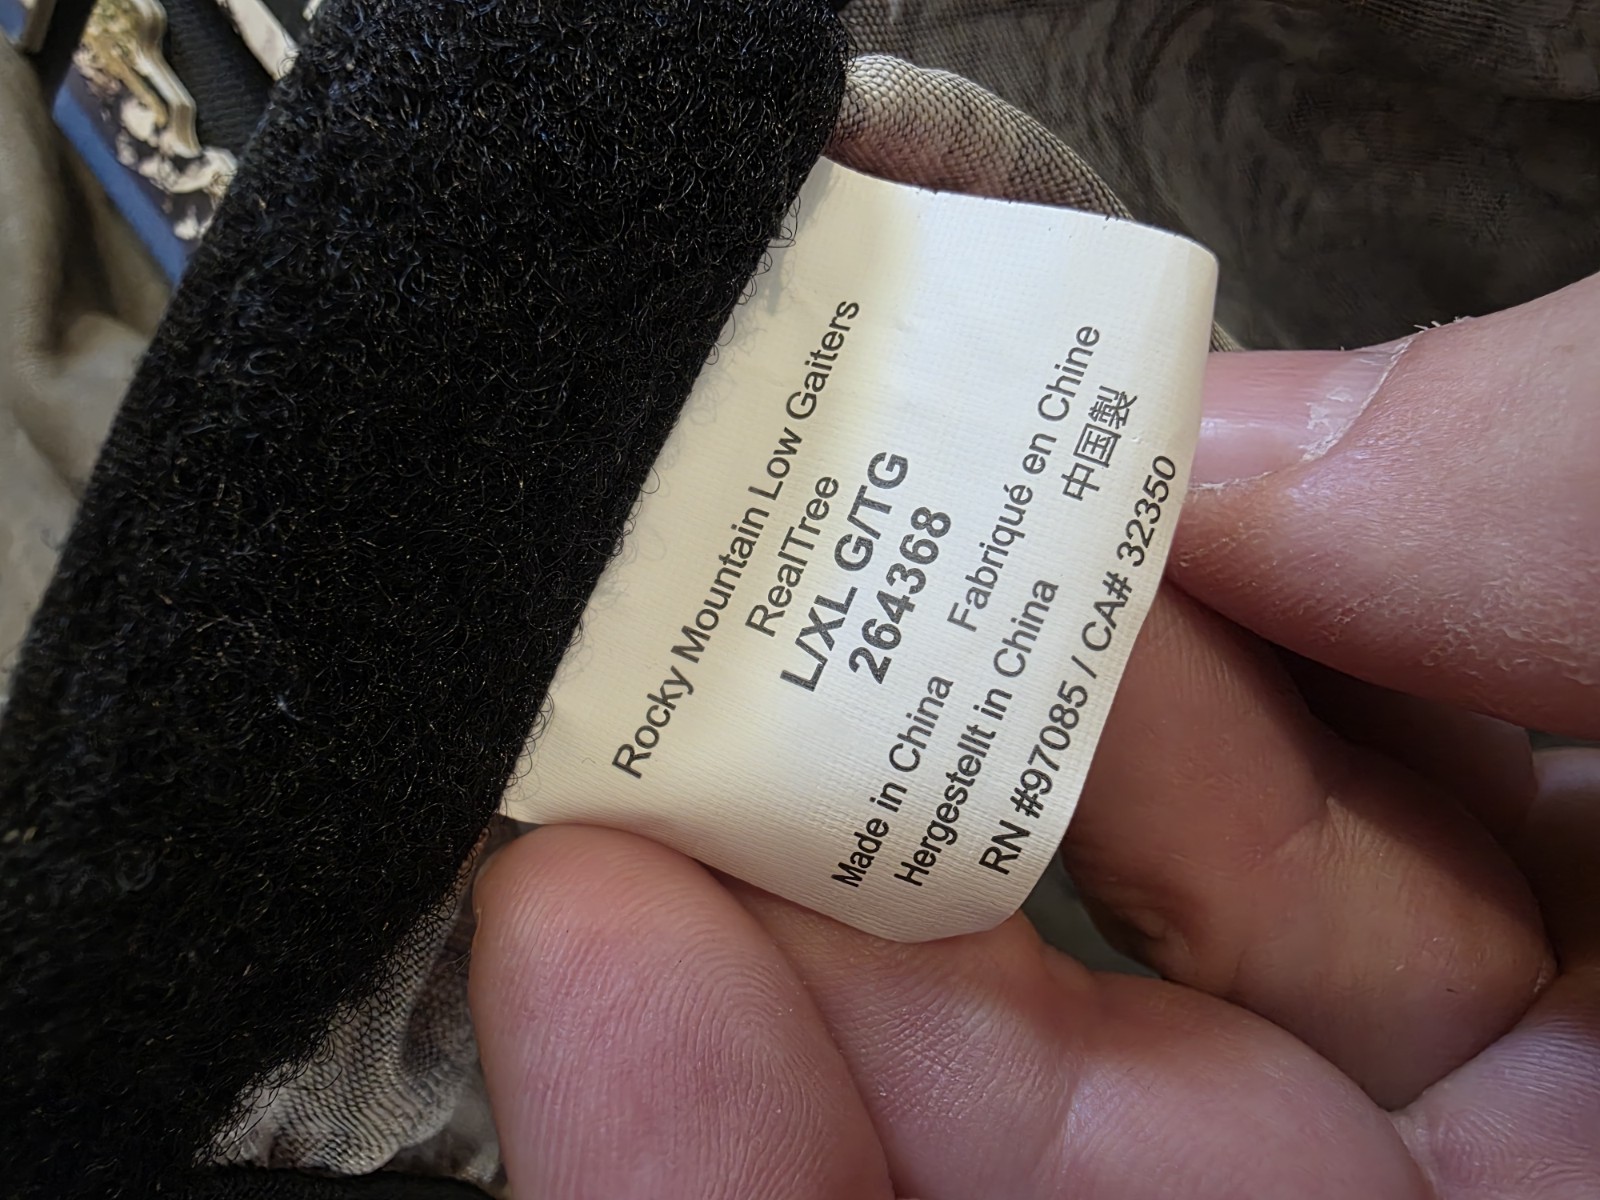 Rocky Mountain Low Gaiters
RealTree
L/XL G/TG
264368
Made in China Fabriqué en Chine
Hergestellt in China 中国製
RN #97085 / CA# 32350